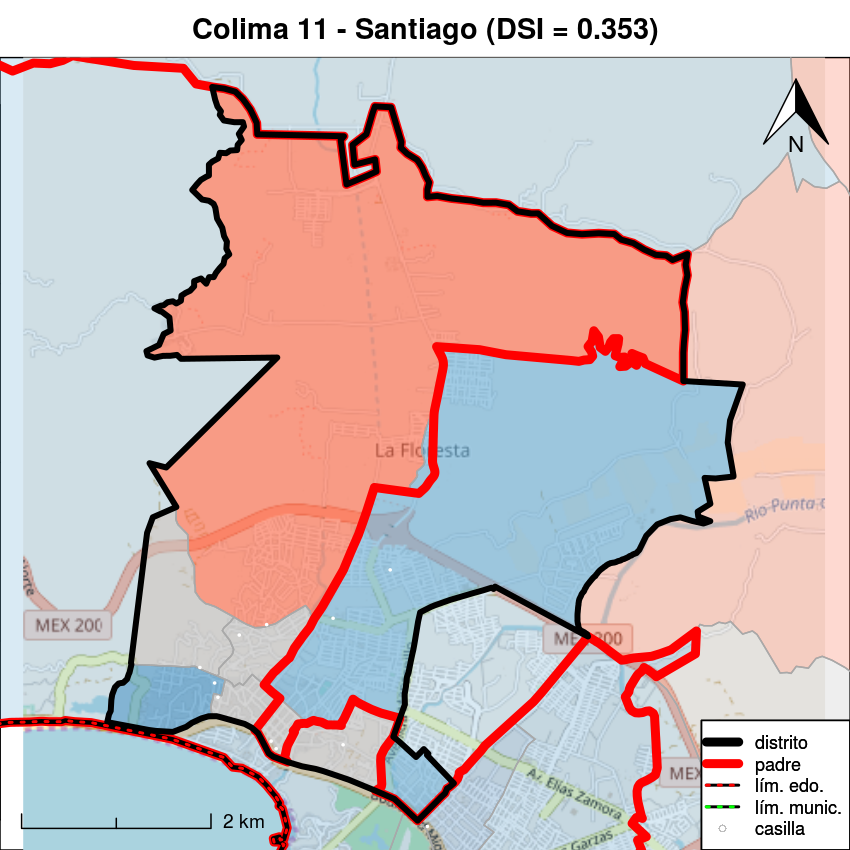 Colima 11 - Santiago (DSI = 0.353)
N
La Floresta
Rio Punta
MEX 200
MEX 200
MEX
Av. Elías Zamora
Garzas
2 km
distrito
padre
lím. edo.
lím. munic.
casilla